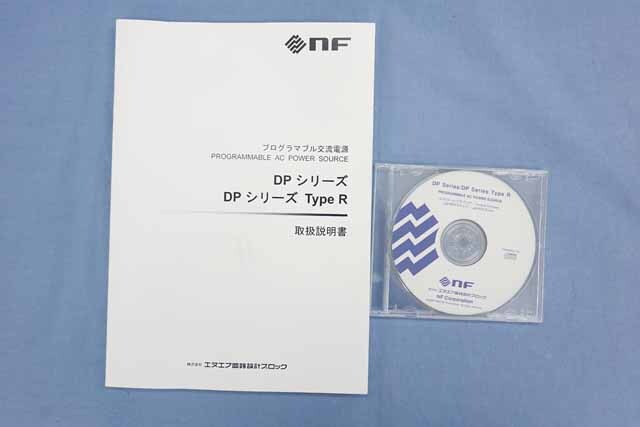 nF
プログラマブル交流電源
PROGRAMMABLE AC POWER SOURCE
DP シリーズ
DP シリーズ Type R
取扱説明書
株式会社 エヌエフ回路設計ブロック
DP Series/DP Series Type R
PROGRAMMABLE AC POWER SOURCE
nF
株式会社 エヌエフ回路設計ブロック
NF Corporation